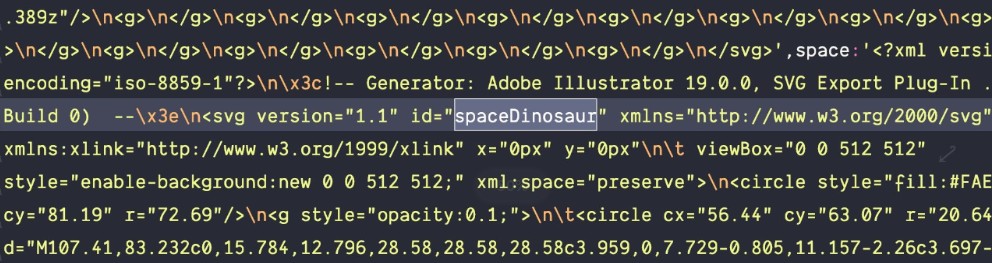 .389z"/>\n<g>\n</g>\n<g>\n</g>\n<g>\n</g>\n<g>\n</g>\n<g>\n</g>\n<g>\n</g>\n<g>\n</g>\n<g>
>\n</g>\n<g>\n</g>\n<g>\n</g>\n<g>\n</g>\n<g>\n</g>\n<g>\n</g>\n</svg>',space:'<?xml versi
encoding="iso-8859-1"?>\n\x3c!-- Generator: Adobe Illustrator 19.0.0, SVG Export Plug-In .
Build 0)  --\x3e\n<svg version="1.1" id="spaceDinosaur" xmlns="http://www.w3.org/2000/svg"
xmlns:xlink="http://www.w3.org/1999/xlink" x="0px" y="0px"\n\t viewBox="0 0 512 512"
style="enable-background:new 0 0 512 512;" xml:space="preserve">\n<circle style="fill:#FAE
cy="81.19" r="72.69"/>\n<g style="opacity:0.1;">\n\t<circle cx="56.44" cy="63.07" r="20.64
d="M107.41,83.232c0,15.784,12.796,28.58,28.58,28.58c3.959,0,7.729-0.805,11.157-2.26c3.697-